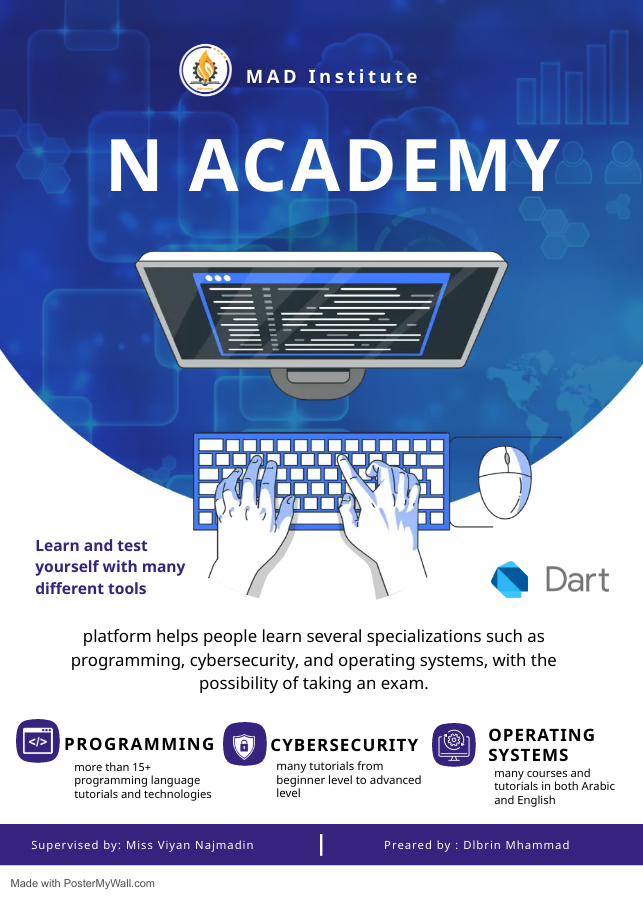 MAD Institute
N ACADEMY
Learn and test
yourself with many
different tools
Dart
platform helps people learn several specializations such as
programming, cybersecurity, and operating systems, with the
possibility of taking an exam.
</>
PROGRAMMING
more than 15+
programming language
tutorials and technologies
CYBERSECURITY
many tutorials from
beginner level to advanced
level
OPERATING
SYSTEMS
many courses and
tutorials in both Arabic
and English
Supervised by: Miss Viyan Najmadin
Preared by : Dlbrin Mhammad
Made with PosterMyWall.com